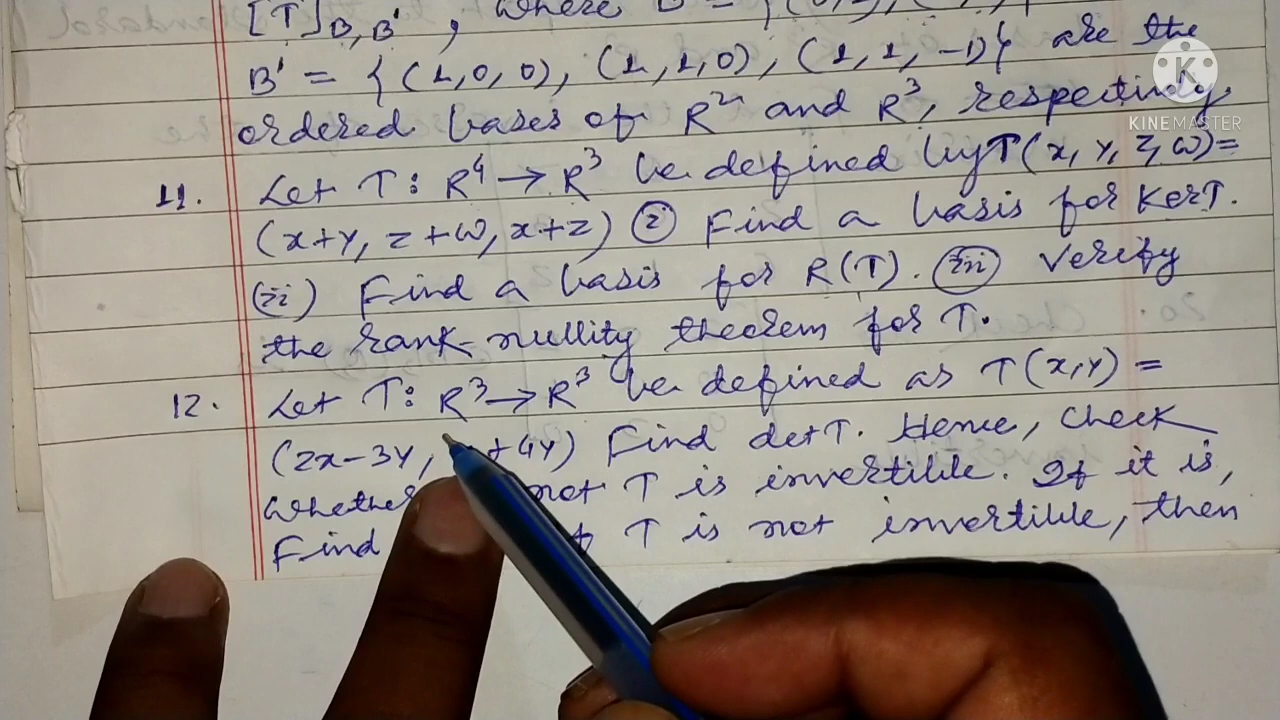 [T]B,B', where B = {
B' = {(1,0,0), (1,1,0), (1,1,-1)} are the
ordered bases of R² and R³, respectively
KINEMASTER
11. Let T: R⁴ → R³ be defined by T(x, y, z, w) =
(x+y, z+w, x+z) (i) Find a basis for KerT.
(ii) Find a basis for R(T). (iii) Verify
the rank-nullity theorem for T.
12. Let T: R³ → R³ be defined as T(x,y) =
(2x-3y, +4y) Find det T. Hence, check
whether not T is invertible. If it is,
Find T is not invertible, then